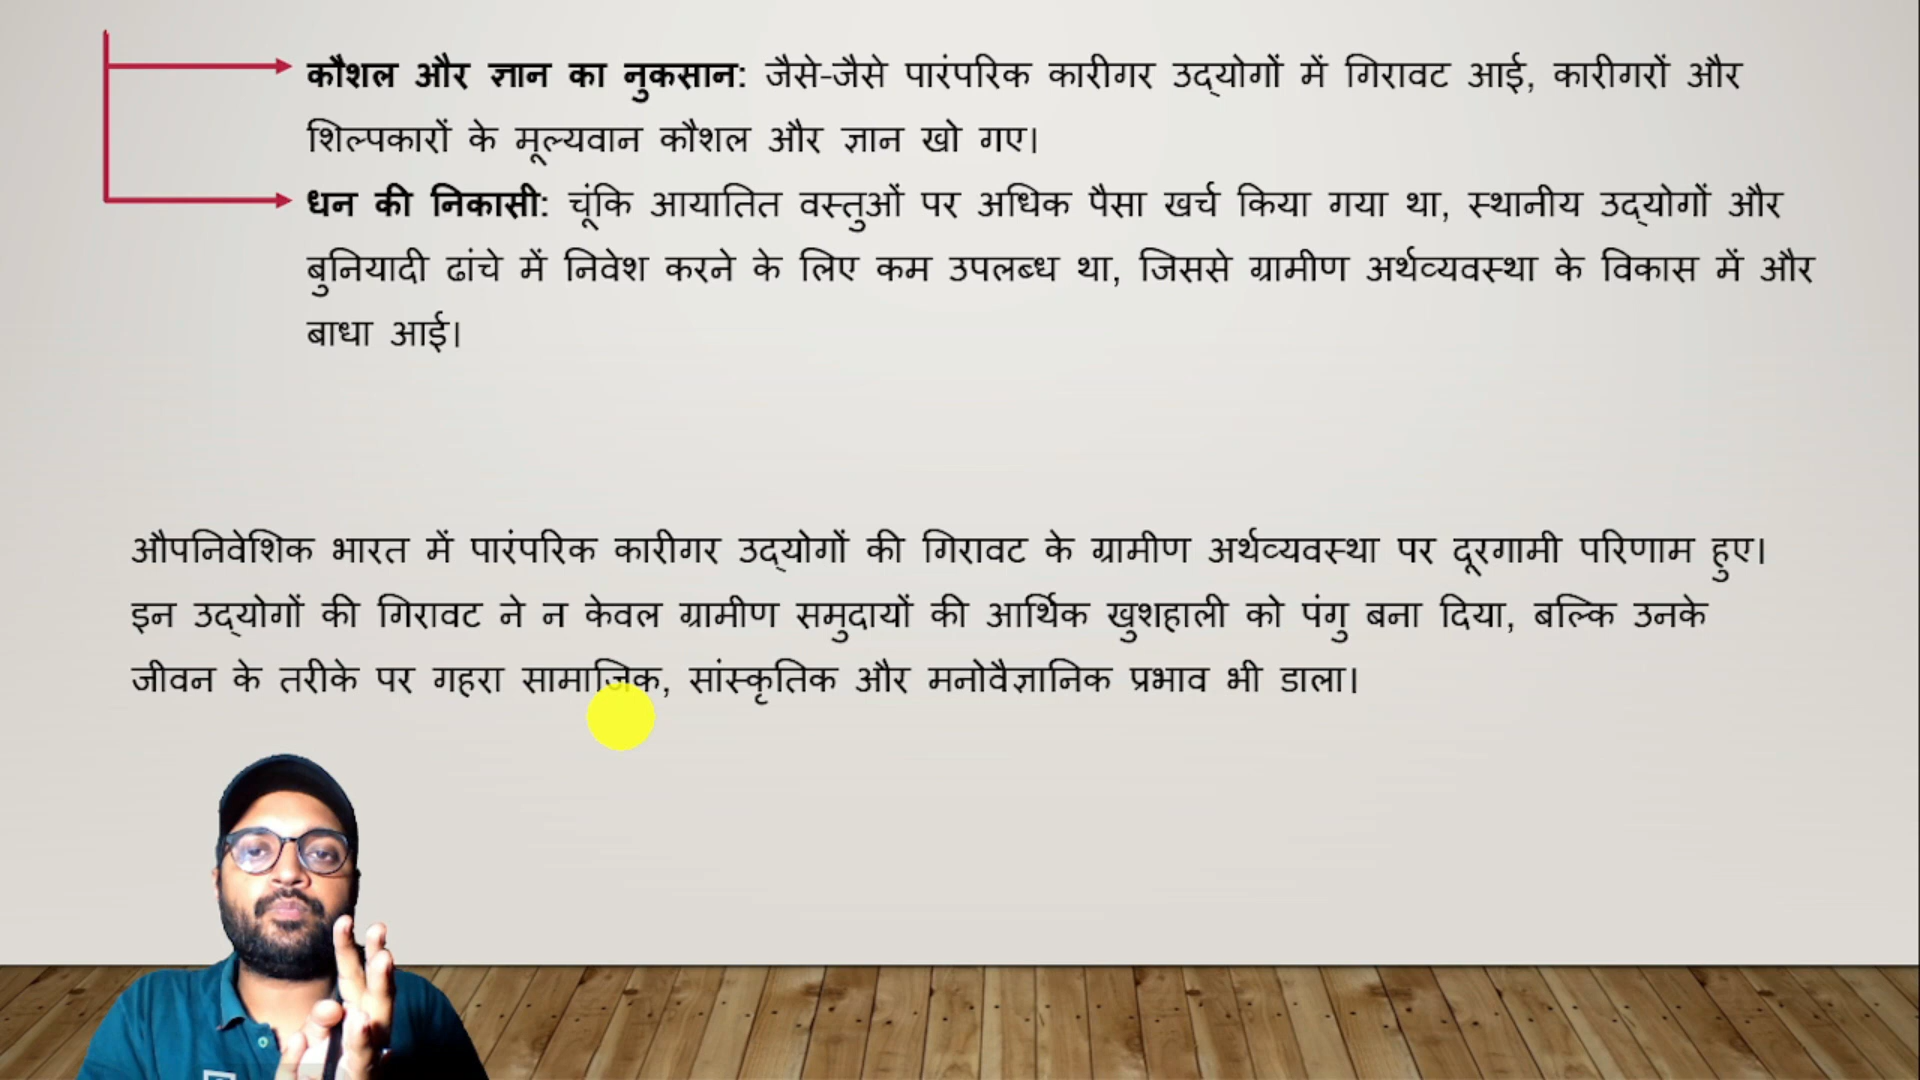 कौशल और ज्ञान का नुकसान: जैसे-जैसे पारंपरिक कारीगर उद्योगों में गिरावट आई, कारीगरों और
शिल्पकारों के मूल्यवान कौशल और ज्ञान खो गए।
धन की निकासी: चूंकि आयातित वस्तुओं पर अधिक पैसा खर्च किया गया था, स्थानीय उद्योगों और
बुनियादी ढांचे में निवेश करने के लिए कम उपलब्ध था, जिससे ग्रामीण अर्थव्यवस्था के विकास में और
बाधा आई।
औपनिवेशिक भारत में पारंपरिक कारीगर उद्योगों की गिरावट के ग्रामीण अर्थव्यवस्था पर दूरगामी परिणाम हुए।
इन उद्योगों की गिरावट ने न केवल ग्रामीण समुदायों की आर्थिक खुशहाली को पंगु बना दिया, बल्कि उनके
जीवन के तरीके पर गहरा सामाजिक, सांस्कृतिक और मनोवैज्ञानिक प्रभाव भी डाला।